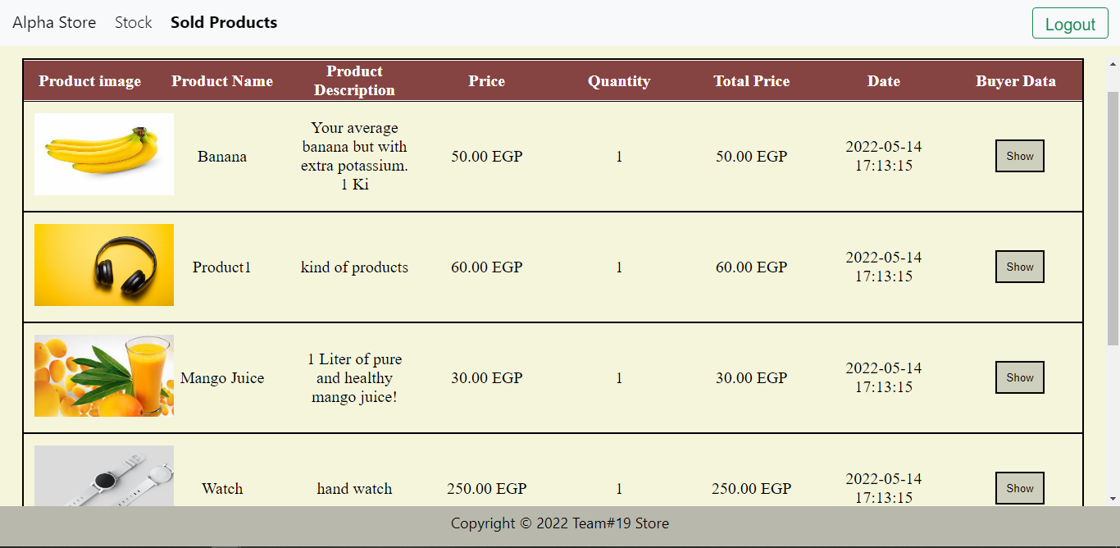 Alpha Store Stock Sold Products Logout
Product image Product Name Product Description Price Quantity Total Price Date Buyer Data
Banana
Your average
banana but with
extra potassium.
1 Ki
50.00 EGP
1
50.00 EGP
2022-05-14
17:13:15
Show
Product1
kind of products
60.00 EGP
1
60.00 EGP
2022-05-14
17:13:15
Show
Mango Juice
1 Liter of pure
and healthy
mango juice!
30.00 EGP
1
30.00 EGP
2022-05-14
17:13:15
Show
Watch
hand watch
250.00 EGP
1
250.00 EGP
2022-05-14
17:13:15
Show
Copyright © 2022 Team#19 Store